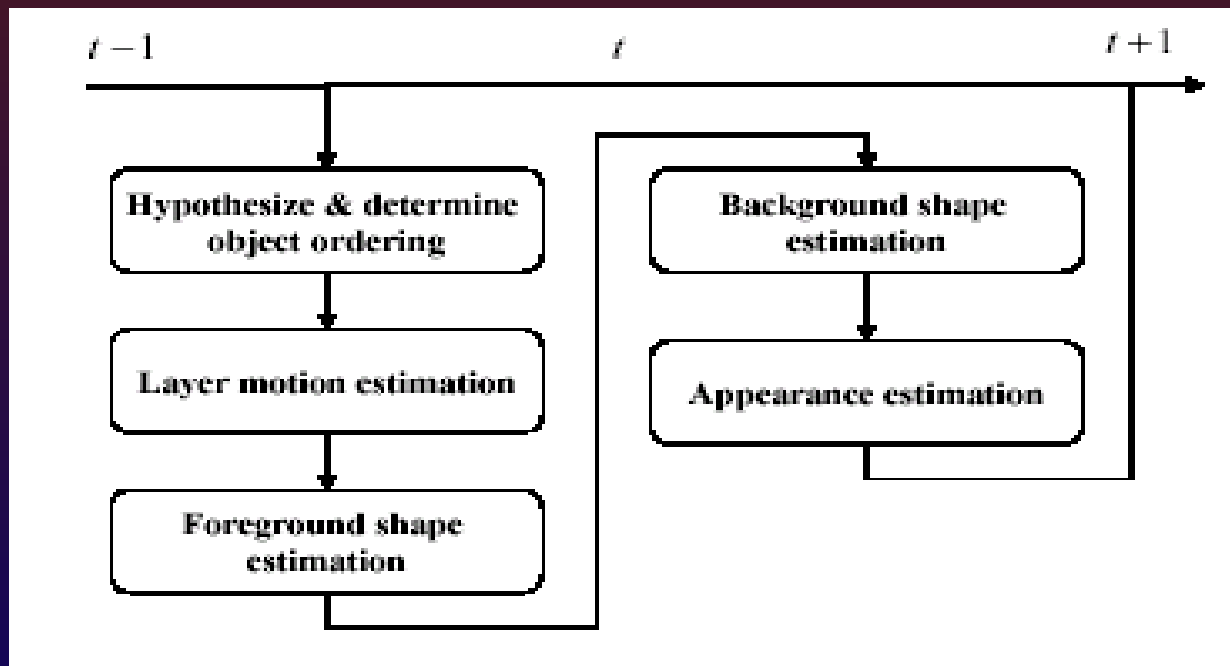 t − 1
t
t + 1
Hypothesize & determine
object ordering
Layer motion estimation
Foreground shape
estimation
Background shape
estimation
Appearance estimation